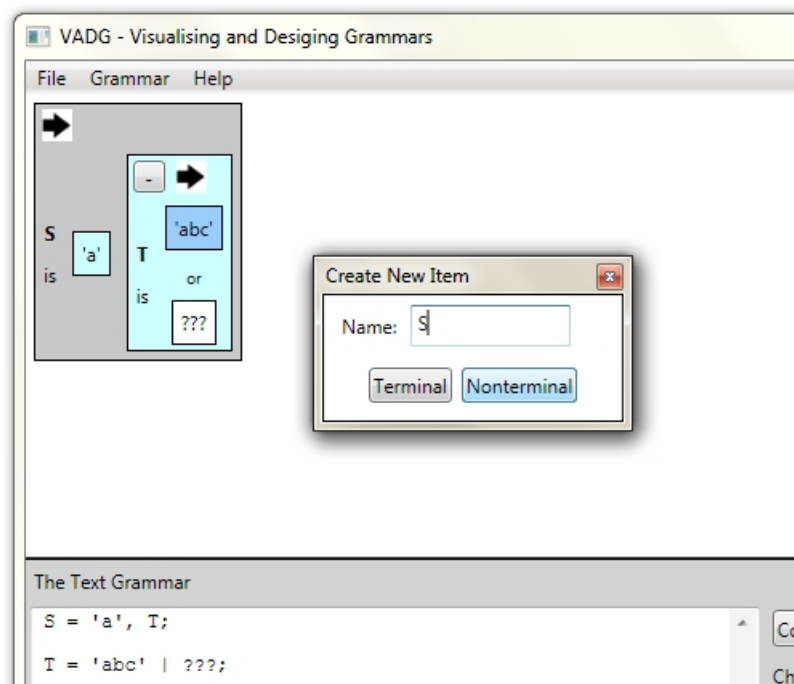 VADG - Visualising and Desiging Grammars
File Grammar Help
-
'abc'
S
'a'
T
is
or
is
???
Create New Item
Name: S
Terminal Nonterminal
The Text Grammar
S = 'a', T;
T = 'abc' | ???;